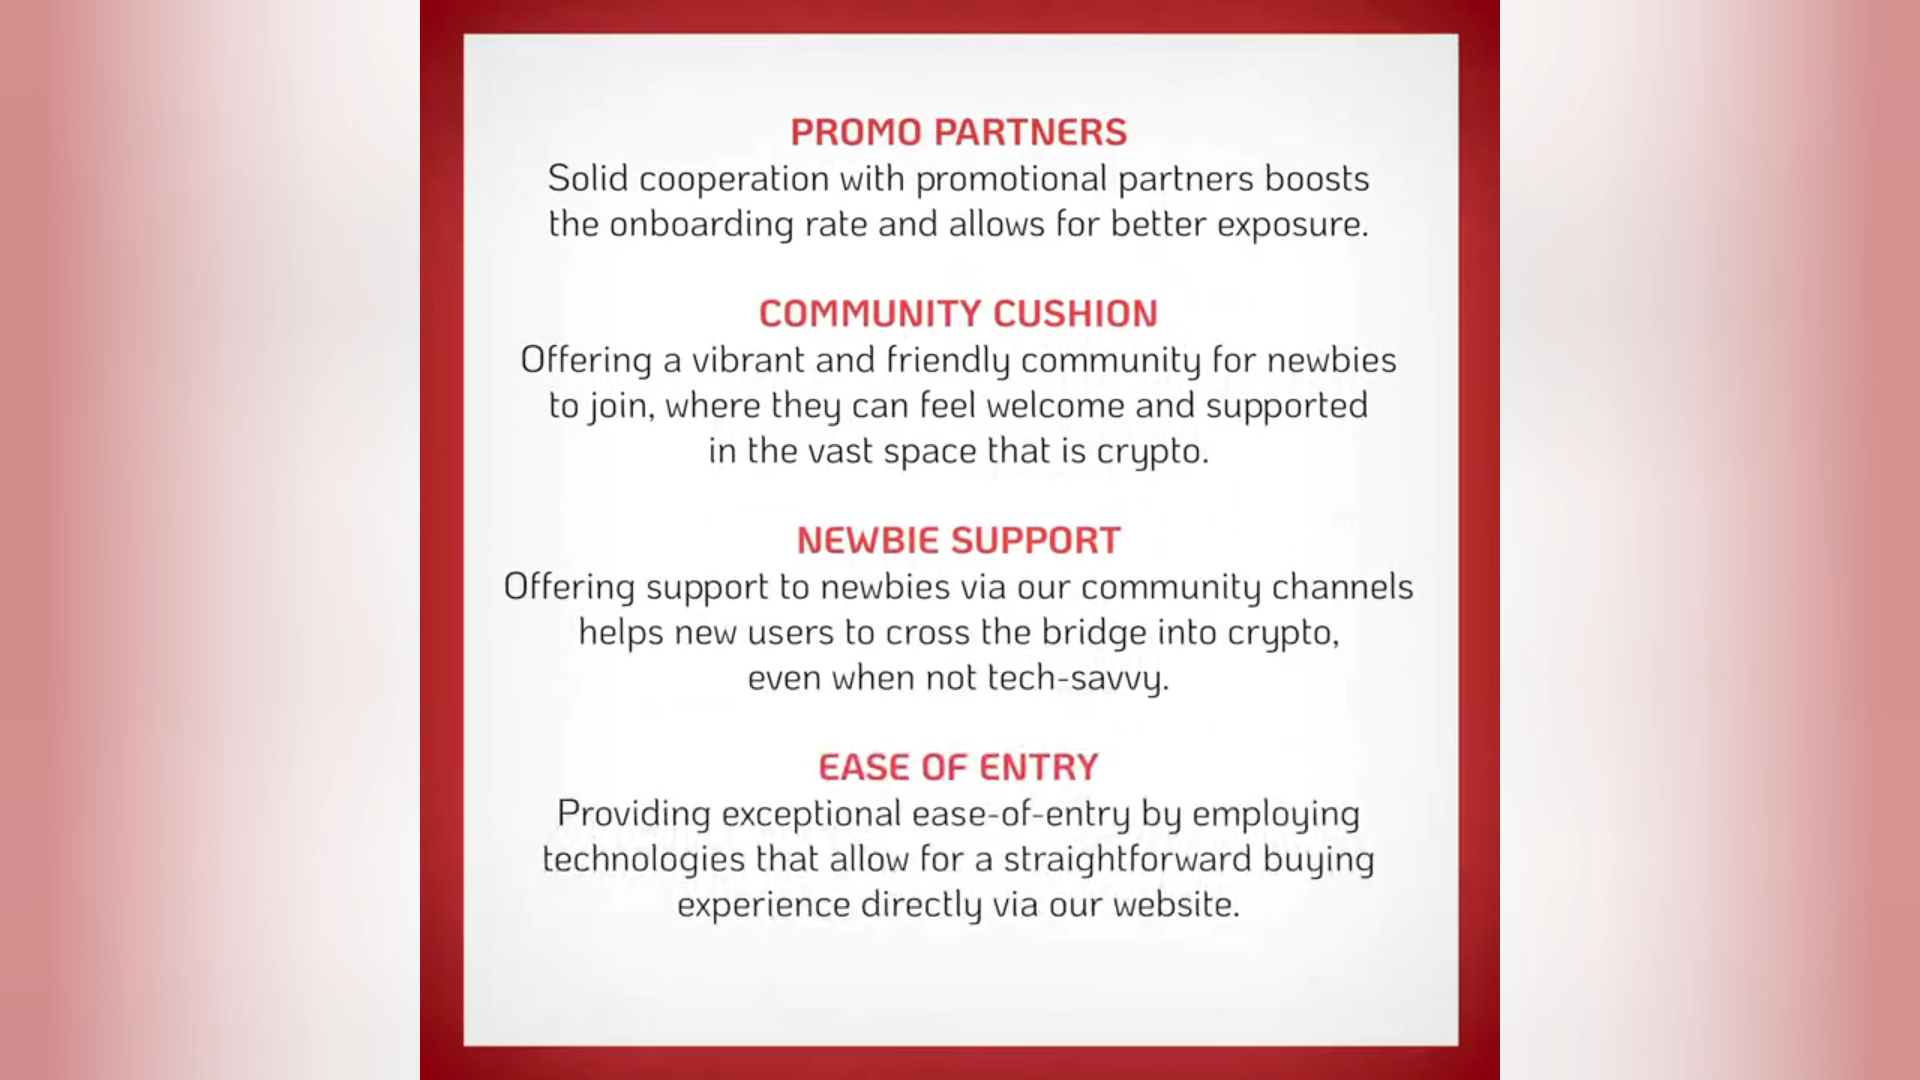 PROMO PARTNERS
Solid cooperation with promotional partners boosts
the onboarding rate and allows for better exposure.
COMMUNITY CUSHION
Offering a vibrant and friendly community for newbies
to join, where they can feel welcome and supported
in the vast space that is crypto.
NEWBIE SUPPORT
Offering support to newbies via our community channels
helps new users to cross the bridge into crypto,
even when not tech-savvy.
EASE OF ENTRY
Providing exceptional ease-of-entry by employing
technologies that allow for a straightforward buying
experience directly via our website.